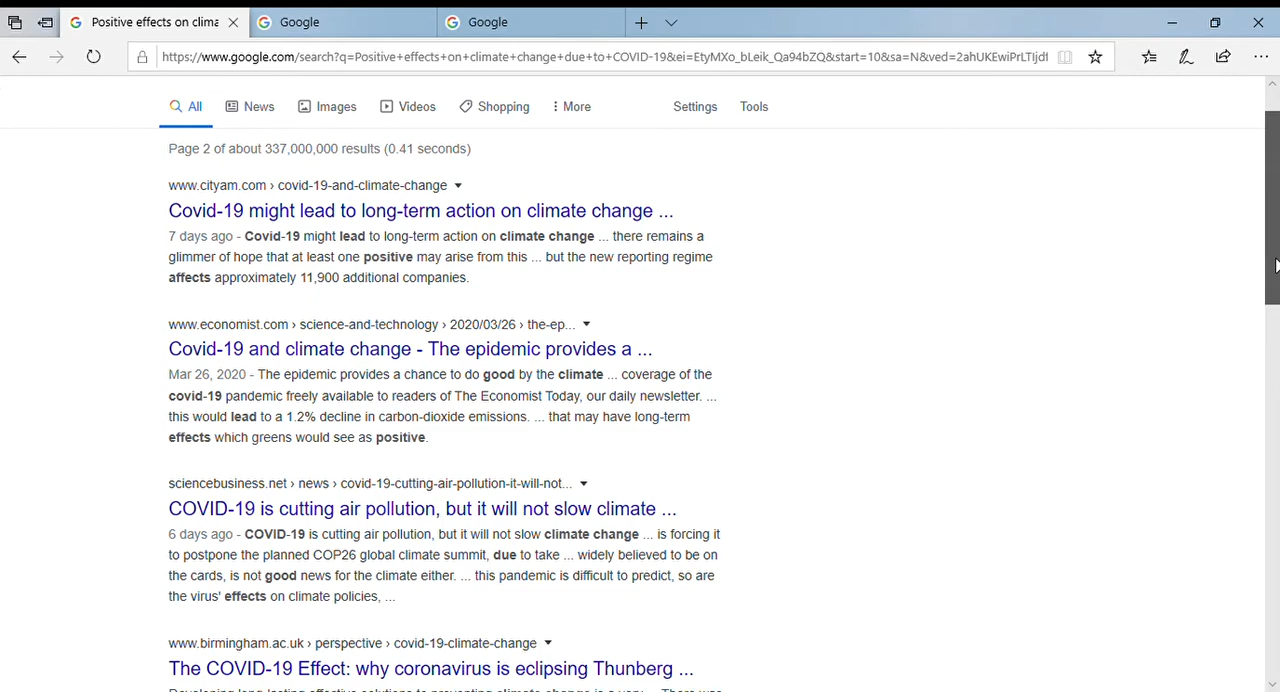 Positive effects on clima
Google
Google
https://www.google.com/search?q=Positive+effects+on+climate+change+due+to+COVID-19&ei=EtyMXo_bLeik_Qa94bZQ&start=10&sa=N&ved=2ahUKEwiPrLTljdf
All News Images Videos Shopping More Settings Tools
Page 2 of about 337,000,000 results (0.41 seconds)
www.cityam.com › covid-19-and-climate-change
Covid-19 might lead to long-term action on climate change ...
7 days ago - Covid-19 might lead to long-term action on climate change ... there remains a
glimmer of hope that at least one positive may arise from this ... but the new reporting regime
affects approximately 11,900 additional companies.
www.economist.com › science-and-technology › 2020/03/26 › the-ep...
Covid-19 and climate change - The epidemic provides a ...
Mar 26, 2020 - The epidemic provides a chance to do good by the climate ... coverage of the
covid-19 pandemic freely available to readers of The Economist Today, our daily newsletter. ...
this would lead to a 1.2% decline in carbon-dioxide emissions. ... that may have long-term
effects which greens would see as positive.
sciencebusiness.net › news › covid-19-cutting-air-pollution-it-will-not...
COVID-19 is cutting air pollution, but it will not slow climate ...
6 days ago - COVID-19 is cutting air pollution, but it will not slow climate change ... is forcing it
to postpone the planned COP26 global climate summit, due to take ... widely believed to be on
the cards, is not good news for the climate either. ... this pandemic is difficult to predict, so are
the virus' effects on climate policies, ...
www.birmingham.ac.uk › perspective › covid-19-climate-change
The COVID-19 Effect: why coronavirus is eclipsing Thunberg ...